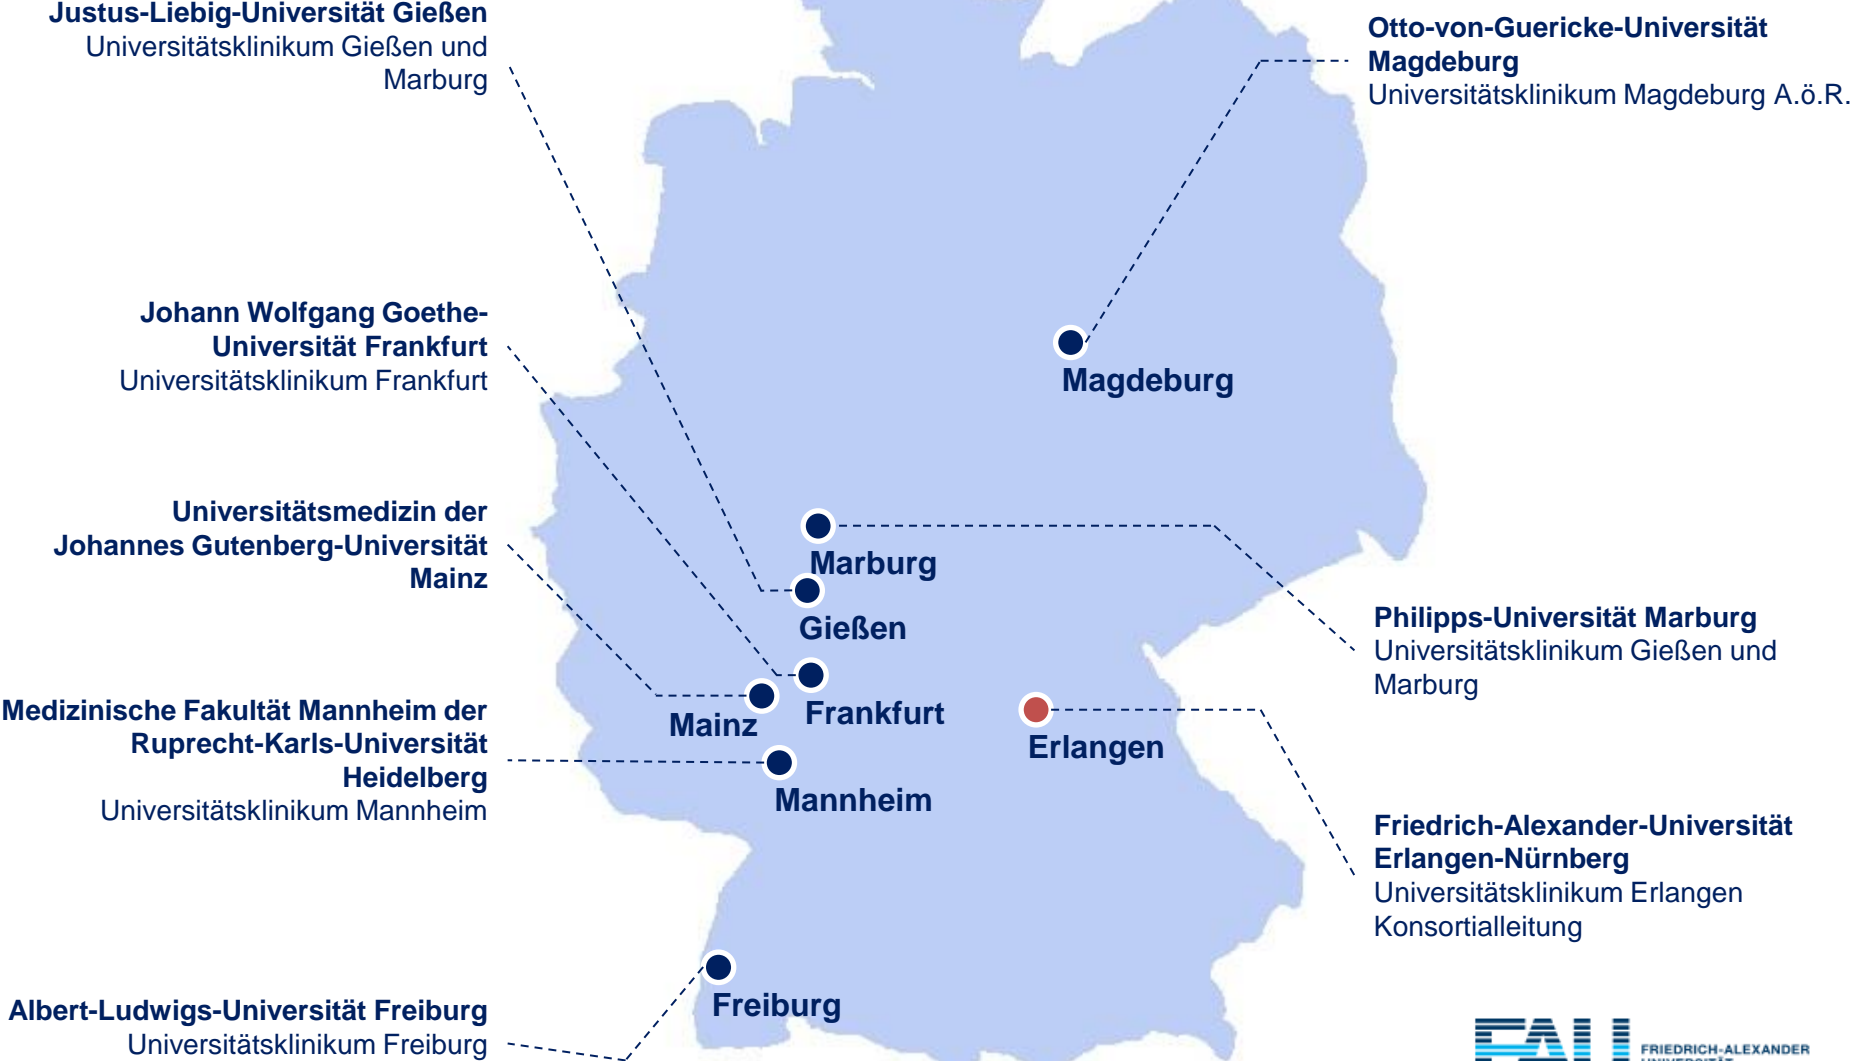 Justus-Liebig-Universität Gießen
Universitätsklinikum Gießen und
Marburg
Otto-von-Guericke-Universität
Magdeburg
Universitätsklinikum Magdeburg A.ö.R.
Johann Wolfgang Goethe-
Universität Frankfurt
Universitätsklinikum Frankfurt
Magdeburg
Universitätsmedizin der
Johannes Gutenberg-Universität
Mainz
Marburg
Gießen
Philipps-Universität Marburg
Universitätsklinikum Gießen und
Marburg
Medizinische Fakultät Mannheim der
Ruprecht-Karls-Universität
Heidelberg
Universitätsklinikum Mannheim
Mainz
Frankfurt
Erlangen
Mannheim
Friedrich-Alexander-Universität
Erlangen-Nürnberg
Universitätsklinikum Erlangen
Konsortialleitung
Freiburg
Albert-Ludwigs-Universität Freiburg
Universitätsklinikum Freiburg
FAU
FRIEDRICH-ALEXANDER
UNIVERSITÄT